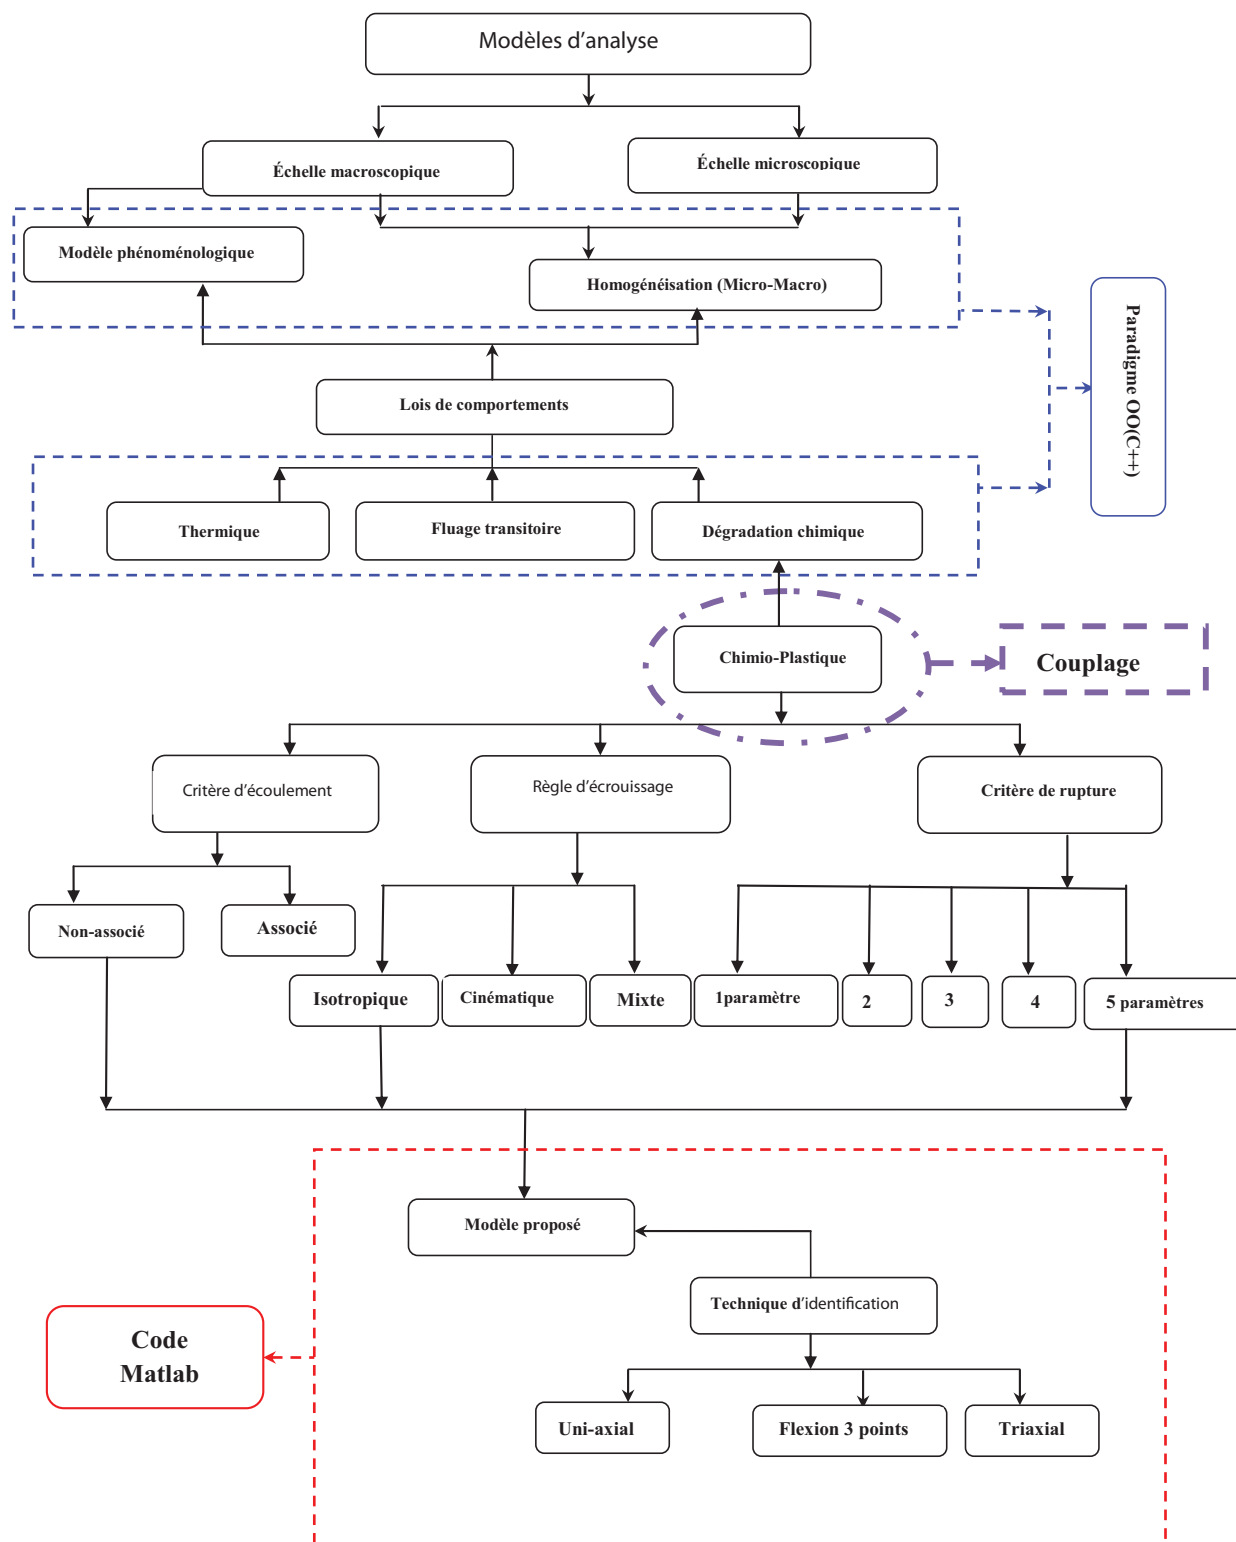 Modèles d'analyse
Échelle macroscopique
Échelle microscopique
Modèle phénoménologique
Homogénéisation (Micro-Macro)
Paradigme OO(C++)
Lois de comportements
Thermique
Fluage transitoire
Dégradation chimique
Chimio-Plastique
Couplage
Critère d'écoulement
Règle d'écrouissage
Critère de rupture
Non-associé
Associé
Isotropique
Cinématique
Mixte
1paramètre
2
3
4
5 paramètres
Modèle proposé
Technique d'identification
Code
Matlab
Uni-axial
Flexion 3 points
Triaxial